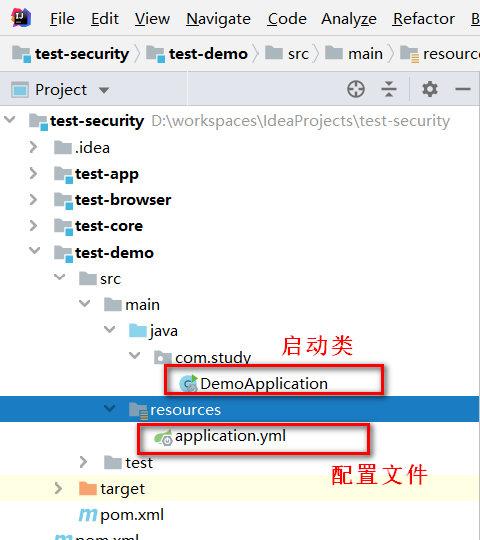 File Edit View Navigate Code Analyze Refactor
test-security test-demo src main resourc
Project
test-security D:\workspaces\IdeaProjects\test-security
.idea
test-app
test-browser
test-core
test-demo
src
main
java
启动类
com.study
DemoApplication
resources
application.yml
test
配置文件
target
pom.xml
pom.xml